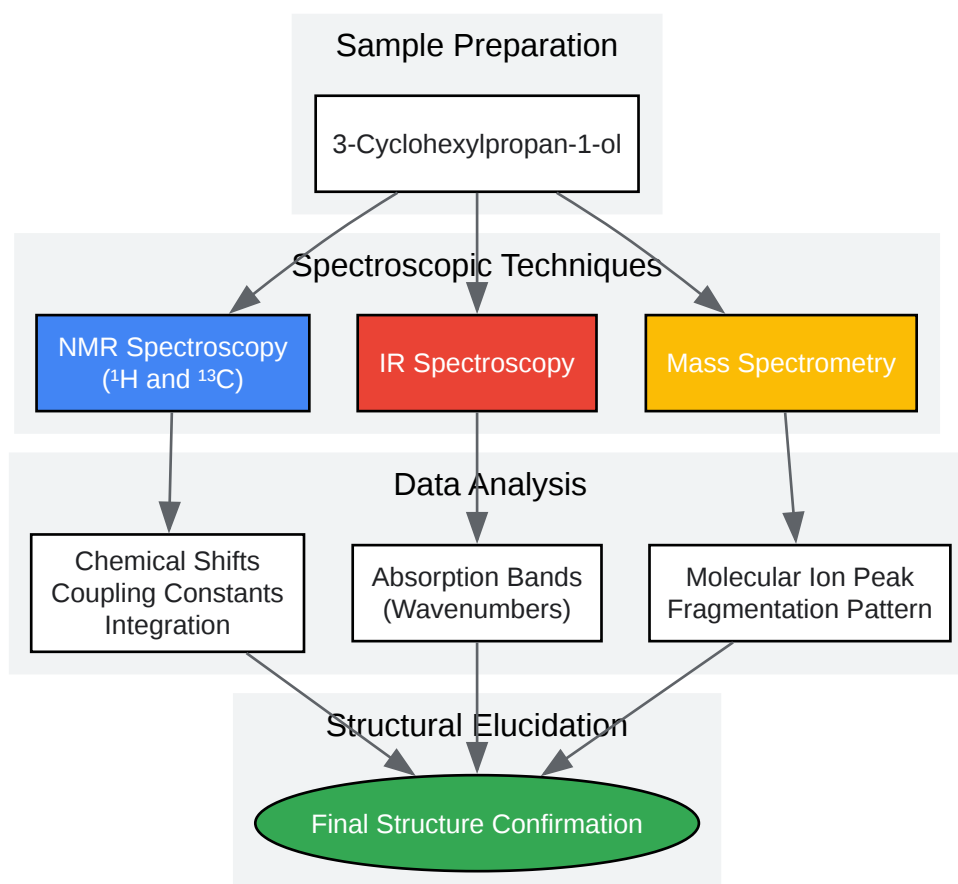 Sample Preparation
3-Cyclohexylpropan-1-ol
Spectroscopic Techniques
NMR Spectroscopy
(¹H and ¹³C)
IR Spectroscopy
Mass Spectrometry
Data Analysis
Chemical Shifts
Coupling Constants
Integration
Absorption Bands
(Wavenumbers)
Molecular Ion Peak
Fragmentation Pattern
Structural Elucidation
Final Structure Confirmation